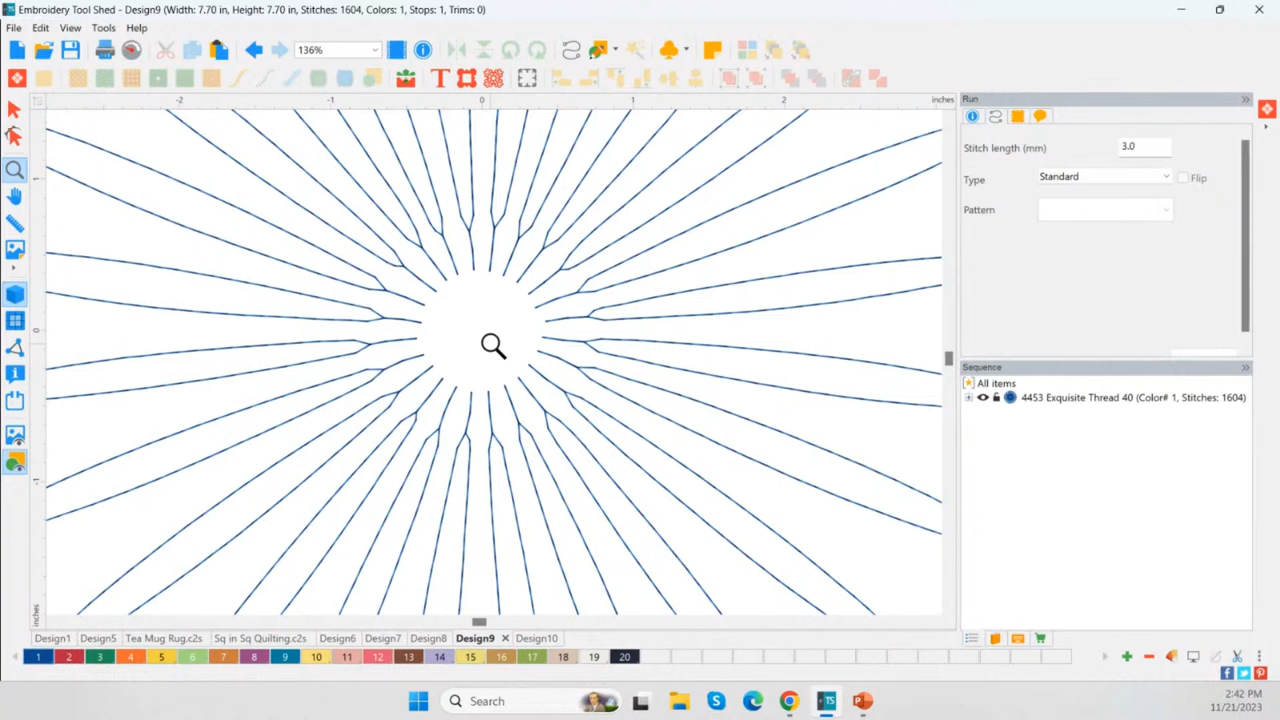 Embroidery Tool Shed - Design9 (Width: 7.70 in, Height: 7.70 in, Stitches: 1604, Colors: 1, Stops: 1, Trims: 0)
File Edit View Tools Help
136%
-2 -1 0 1 2 inches
1
0
-1
inches
Run
Stitch length (mm) 3.0
Type Standard Flip
Pattern
Sequence
All items
4453 Exquisite Thread 40 (Color# 1, Stitches: 1604)
Design1 Design5 Tea Mug Rug.c2s Sq in Sq Quilting.c2s Design6 Design7 Design8 Design9 Design10
1 2 3 4 5 6 7 8 9 10 11 12 13 14 15 16 17 18 19 20
Search
TS
2:42 PM
11/21/2023